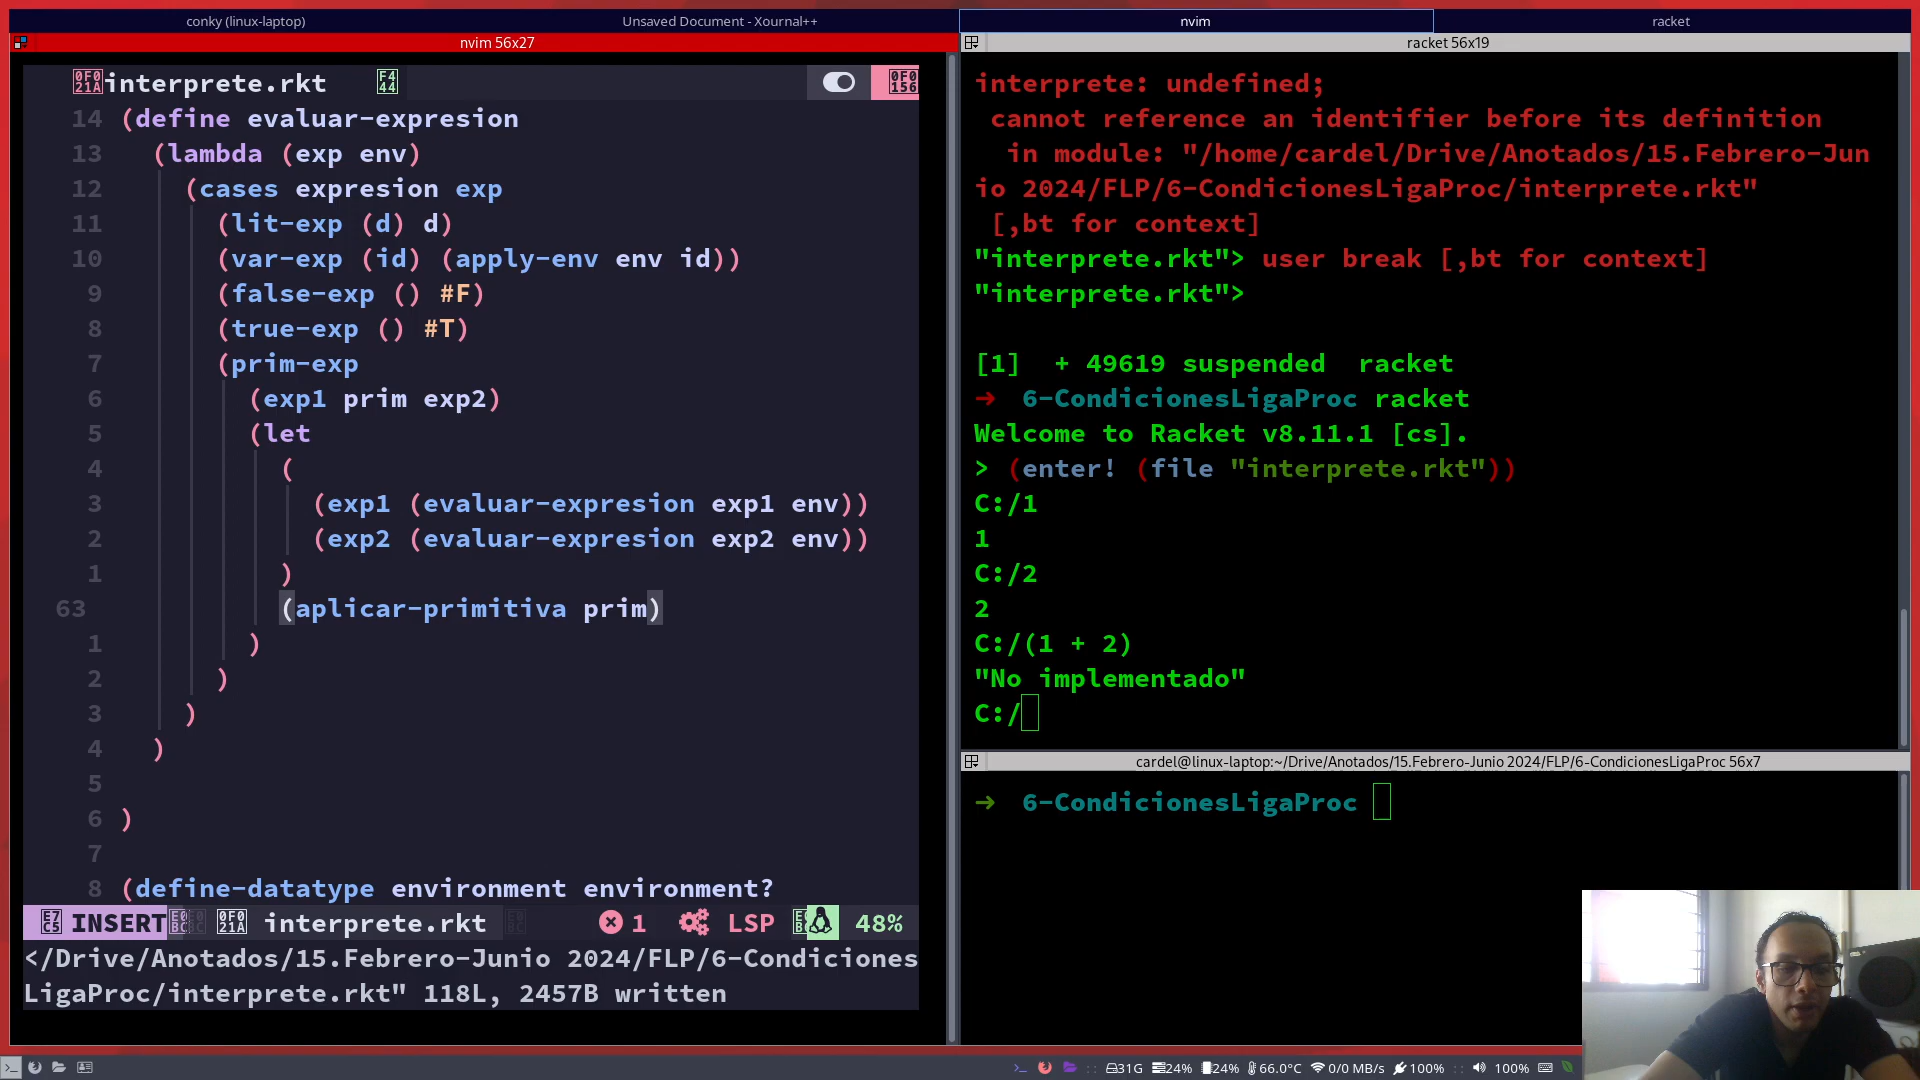 conky (linux-laptop)
Unsaved Document - Xournal++
nvim
racket
nvim 56x27
interprete.rkt
14 (define evaluar-expresion
13 (lambda (exp env)
12 (cases expresion exp
11 (lit-exp (d) d)
10 (var-exp (id) (apply-env env id))
9 (false-exp () #F)
8 (true-exp () #T)
7 (prim-exp
6 (exp1 prim exp2)
5 (let
4 (
3 (exp1 (evaluar-expresion exp1 env))
2 (exp2 (evaluar-expresion exp2 env))
1 )
63 (aplicar-primitiva prim)
1 )
2 )
3 )
4 )
5
6 )
7
8 (define-datatype environment environment?
INSERT interprete.rkt 1 LSP 48%
</Drive/Anotados/15.Febrero-Junio 2024/FLP/6-Condiciones
LigaProc/interprete.rkt" 118L, 2457B written
racket 56x19
interprete: undefined;
cannot reference an identifier before its definition
in module: "/home/cardel/Drive/Anotados/15.Febrero-Jun
io 2024/FLP/6-CondicionesLigaProc/interprete.rkt"
[,bt for context]
"interprete.rkt"> user break [,bt for context]
"interprete.rkt">
[1] + 49619 suspended racket
➜ 6-CondicionesLigaProc racket
Welcome to Racket v8.11.1 [cs].
> (enter! (file "interprete.rkt"))
C:/1
1
C:/2
2
C:/(1 + 2)
"No implementado"
C:/
cardel@linux-laptop:~/Drive/Anotados/15.Febrero-Junio 2024/FLP/6-CondicionesLigaProc 56x7
➜ 6-CondicionesLigaProc
31G 24% 24% 66.0°C 0/0 MB/s 100% :: 100%